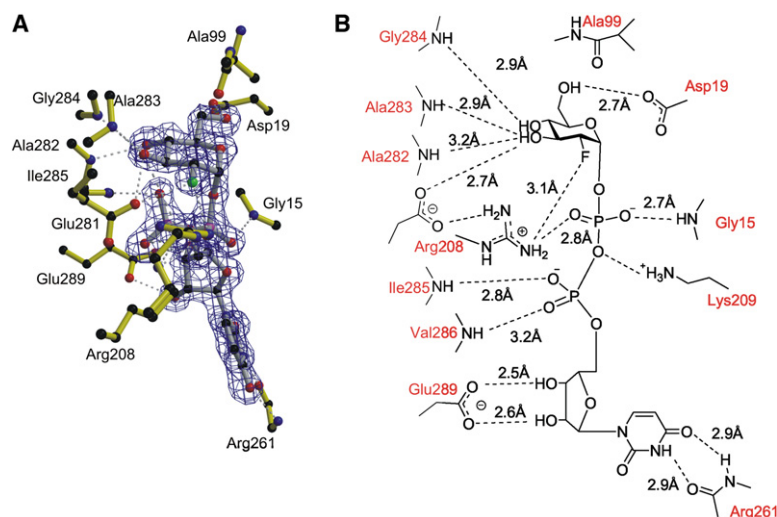 A
Ala99
Gly284
Ala283
Asp19
Ala282
Ile285
Gly15
Glu281
Glu289
Arg208
Arg261
B
Gly284
NH
Ala99
H
N
O
2.9Å
HO
Asp19
2.7Å
O
O
Ala283
NH
2.9Å
HO
O
HO
3.2Å
Ala282
NH
F
2.7Å
3.1Å
O
O
⊖
O
H₂N
⊕
N
H
NH₂
Arg208
O
P
O⁻
2.7Å
HN
Gly15
2.8Å
O
+
H₃N
Lys209
Ile285
NH
2.8Å
O⁻
P
O
Val286
NH
3.2Å
O
Glu289
O
⊖
O
2.5Å
HO
2.6Å
HO
O
N
O
NH
O
2.9Å
H
N
2.9Å
O
Arg261